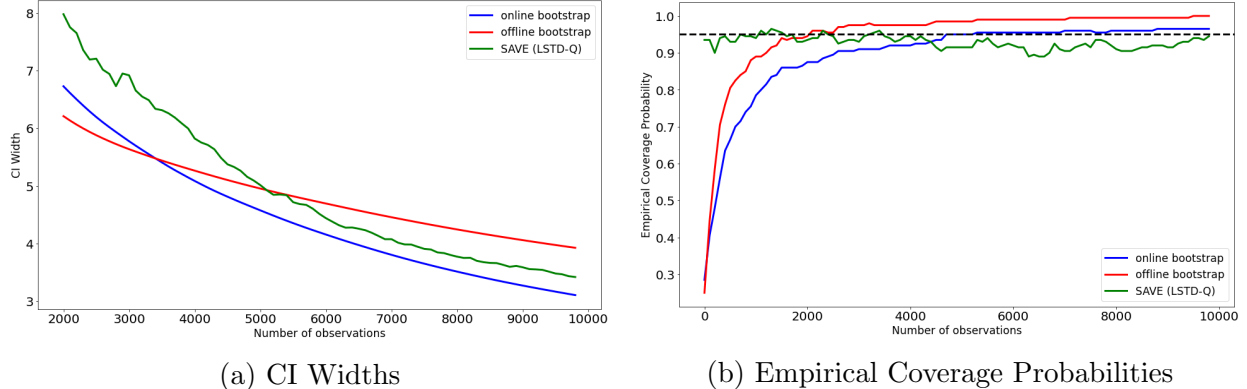 8
7
6
5
4
3
CI Width
2000 3000 4000 5000 6000 7000 8000 9000 10000
Number of observations
online bootstrap
offline bootstrap
SAVE (LSTD-Q)
(a) CI Widths
1.0
0.9
0.8
0.7
0.6
0.5
0.4
0.3
Empirical Coverage Probability
0 2000 4000 6000 8000 10000
Number of observations
online bootstrap
offline bootstrap
SAVE (LSTD-Q)
(b) Empirical Coverage Probabilities